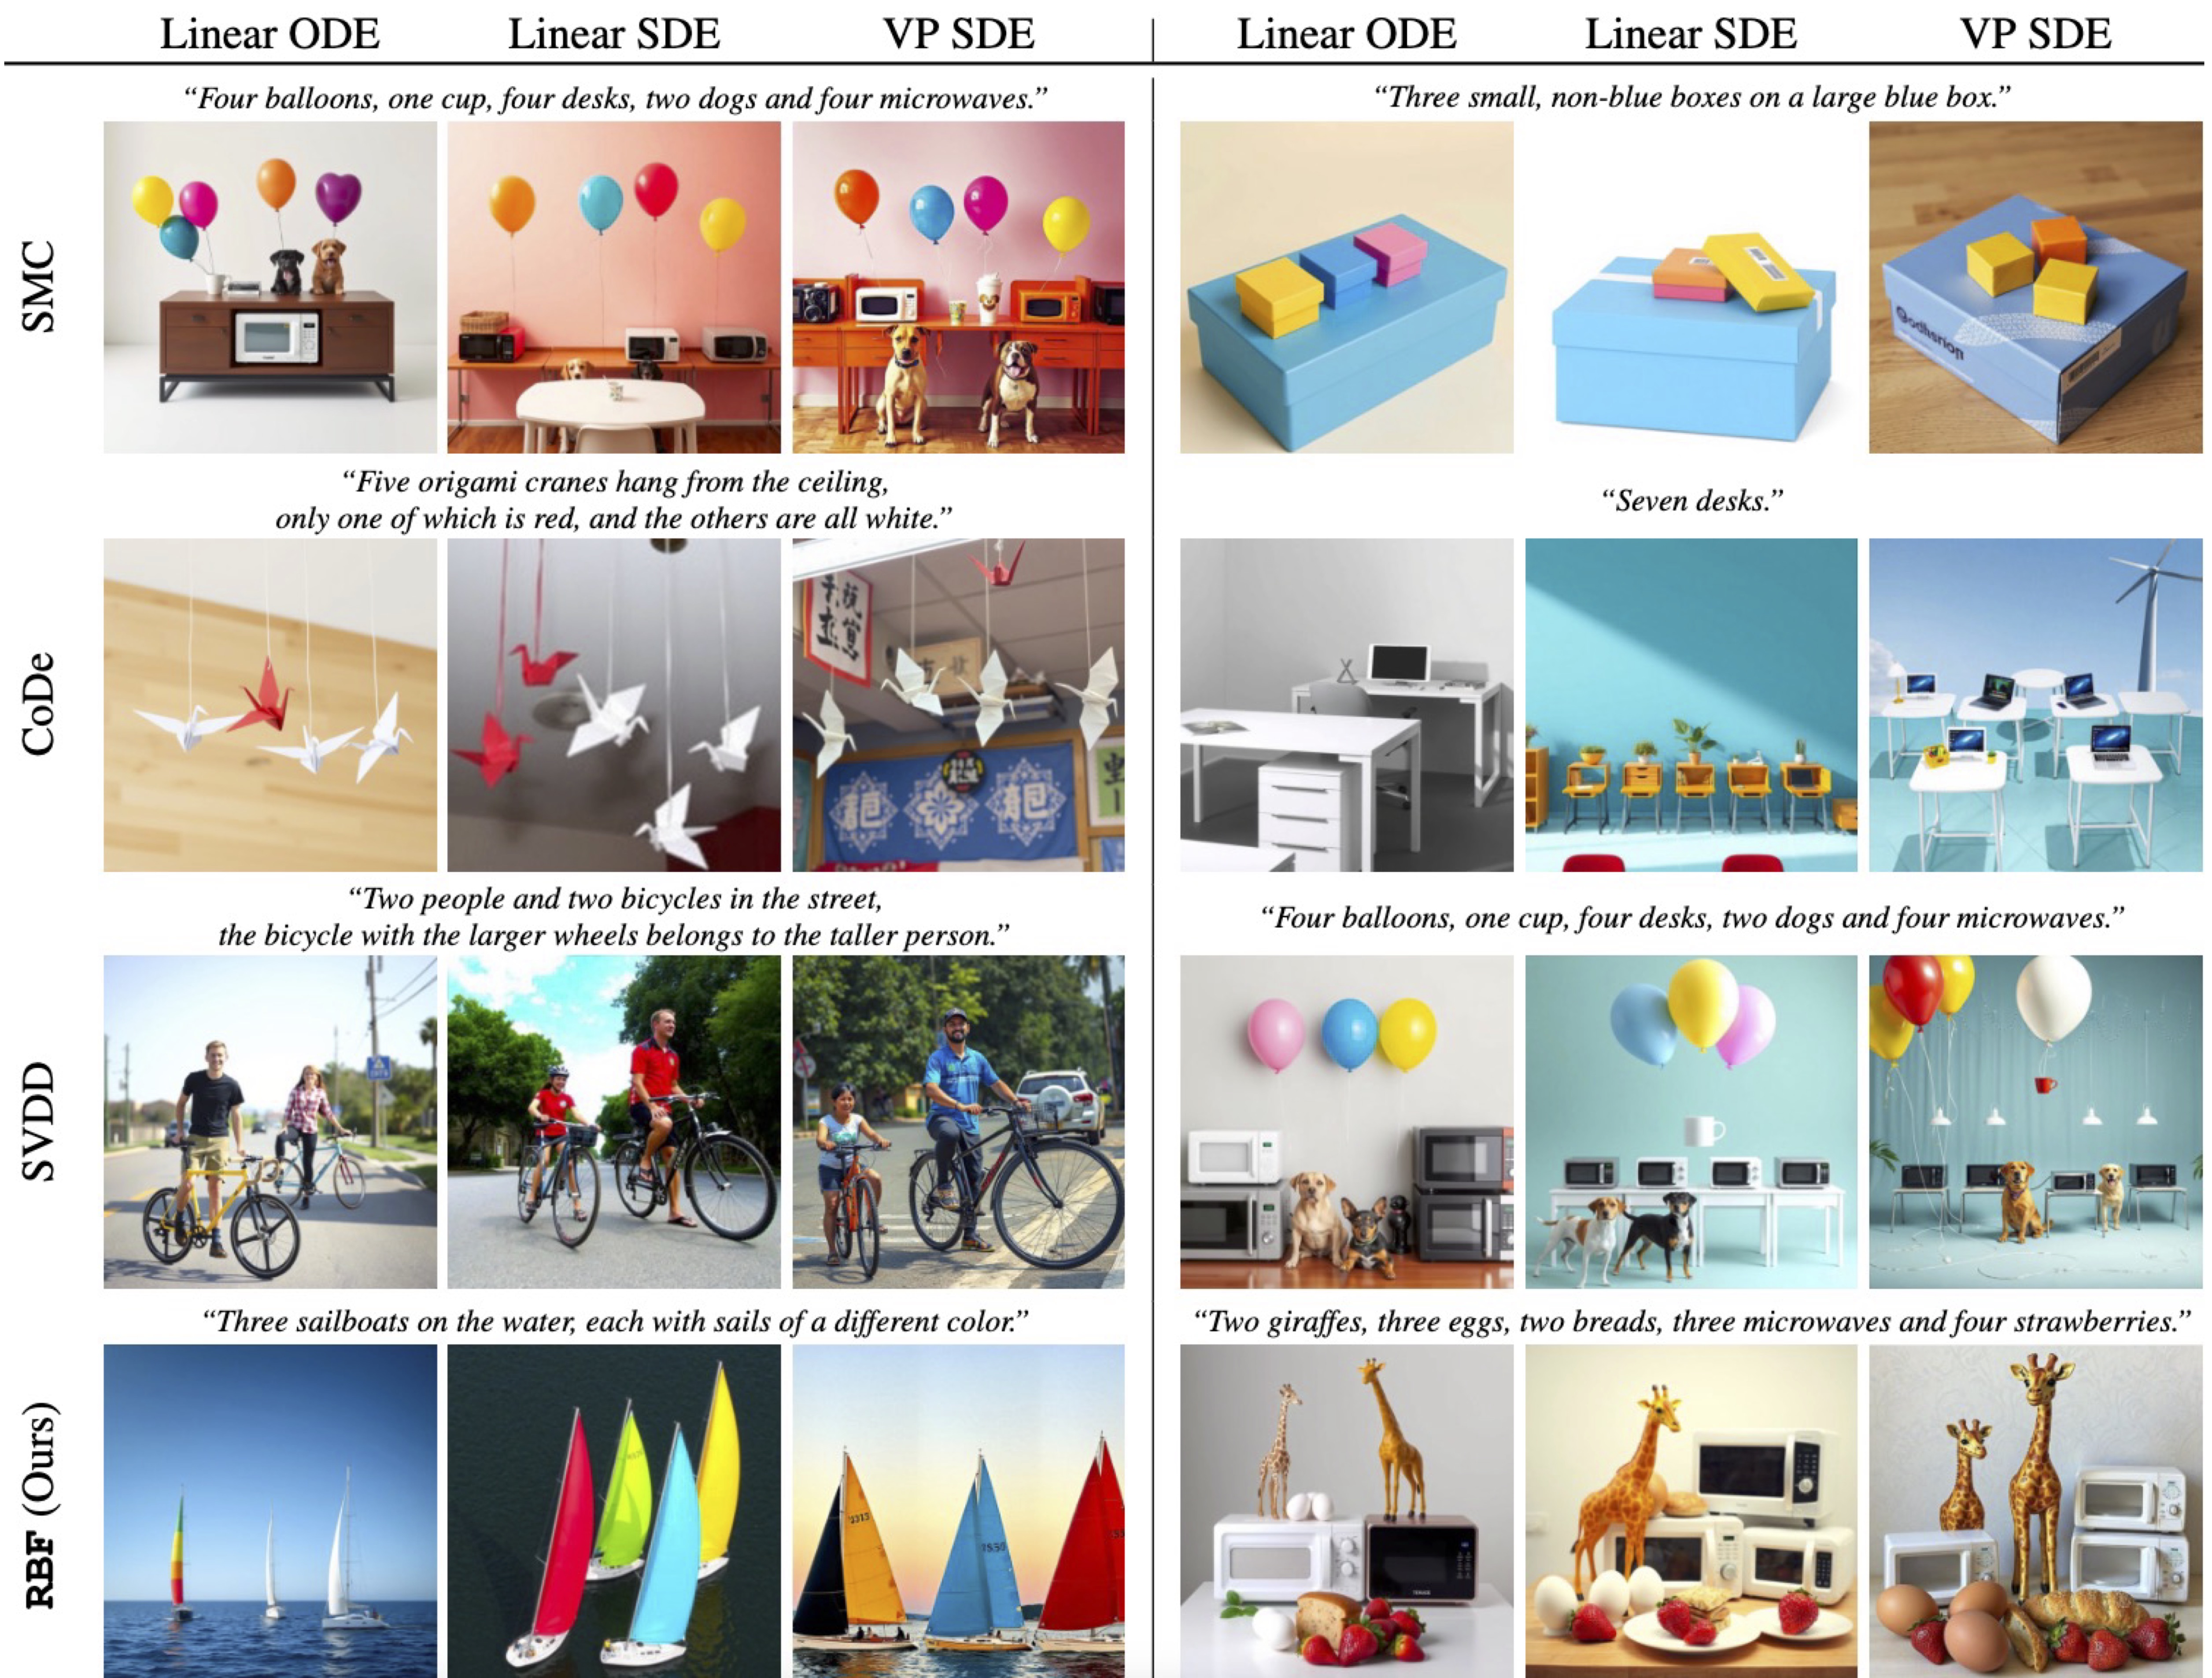 Linear ODE Linear SDE VP SDE Linear ODE Linear SDE VP SDE
SMC
“Four balloons, one cup, four desks, two dogs and four microwaves.”
“Three small, non-blue boxes on a large blue box.”
CoDe
“Five origami cranes hang from the ceiling,
only one of which is red, and the others are all white.”
“Seven desks.”
SVDD
“Two people and two bicycles in the street,
the bicycle with the larger wheels belongs to the taller person.”
“Four balloons, one cup, four desks, two dogs and four microwaves.”
RBF (Ours)
“Three sailboats on the water, each with sails of a different color.”
“Two giraffes, three eggs, two breads, three microwaves and four strawberries.”